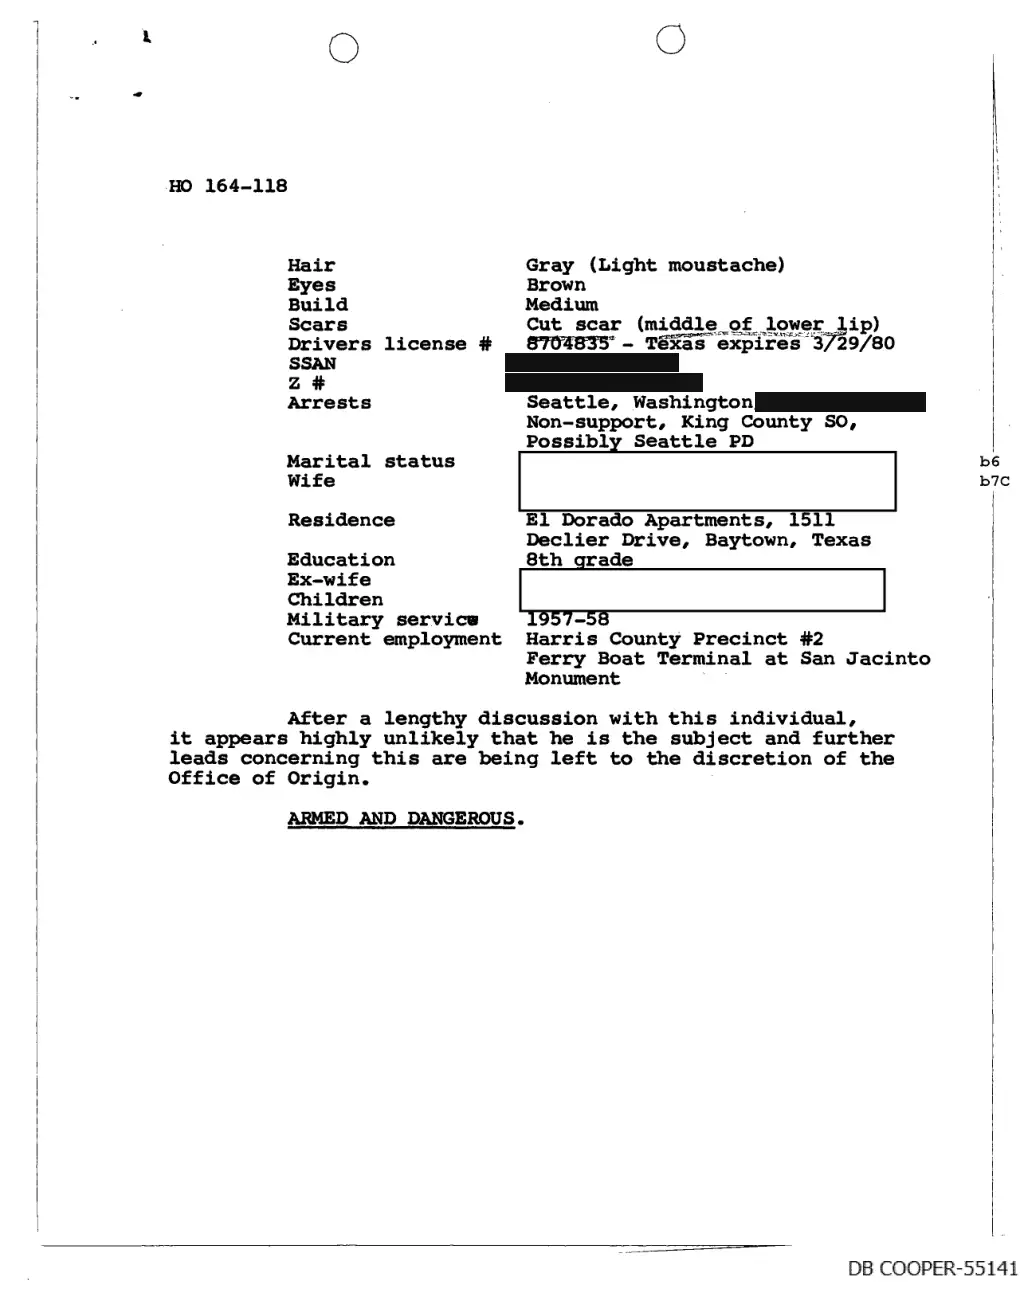 HO 164-118
Hair Gray (Light moustache)
Eyes Brown
Build Medium
Scars Cut scar (middle of lower lip)
Drivers license # 8704835 - Texas expires 3/29/80
SSAN
Z #
Arrests Seattle, Washington
Non-support, King County SO,
Possibly Seattle PD
Marital status b6
Wife b7C
Residence El Dorado Apartments, 1511
Declier Drive, Baytown, Texas
Education 8th grade
Ex-wife
Children
Military service 1957-58
Current employment Harris County Precinct #2
Ferry Boat Terminal at San Jacinto
Monument
After a lengthy discussion with this individual,
it appears highly unlikely that he is the subject and further
leads concerning this are being left to the discretion of the
Office of Origin.
ARMED AND DANGEROUS.
DB COOPER-55141